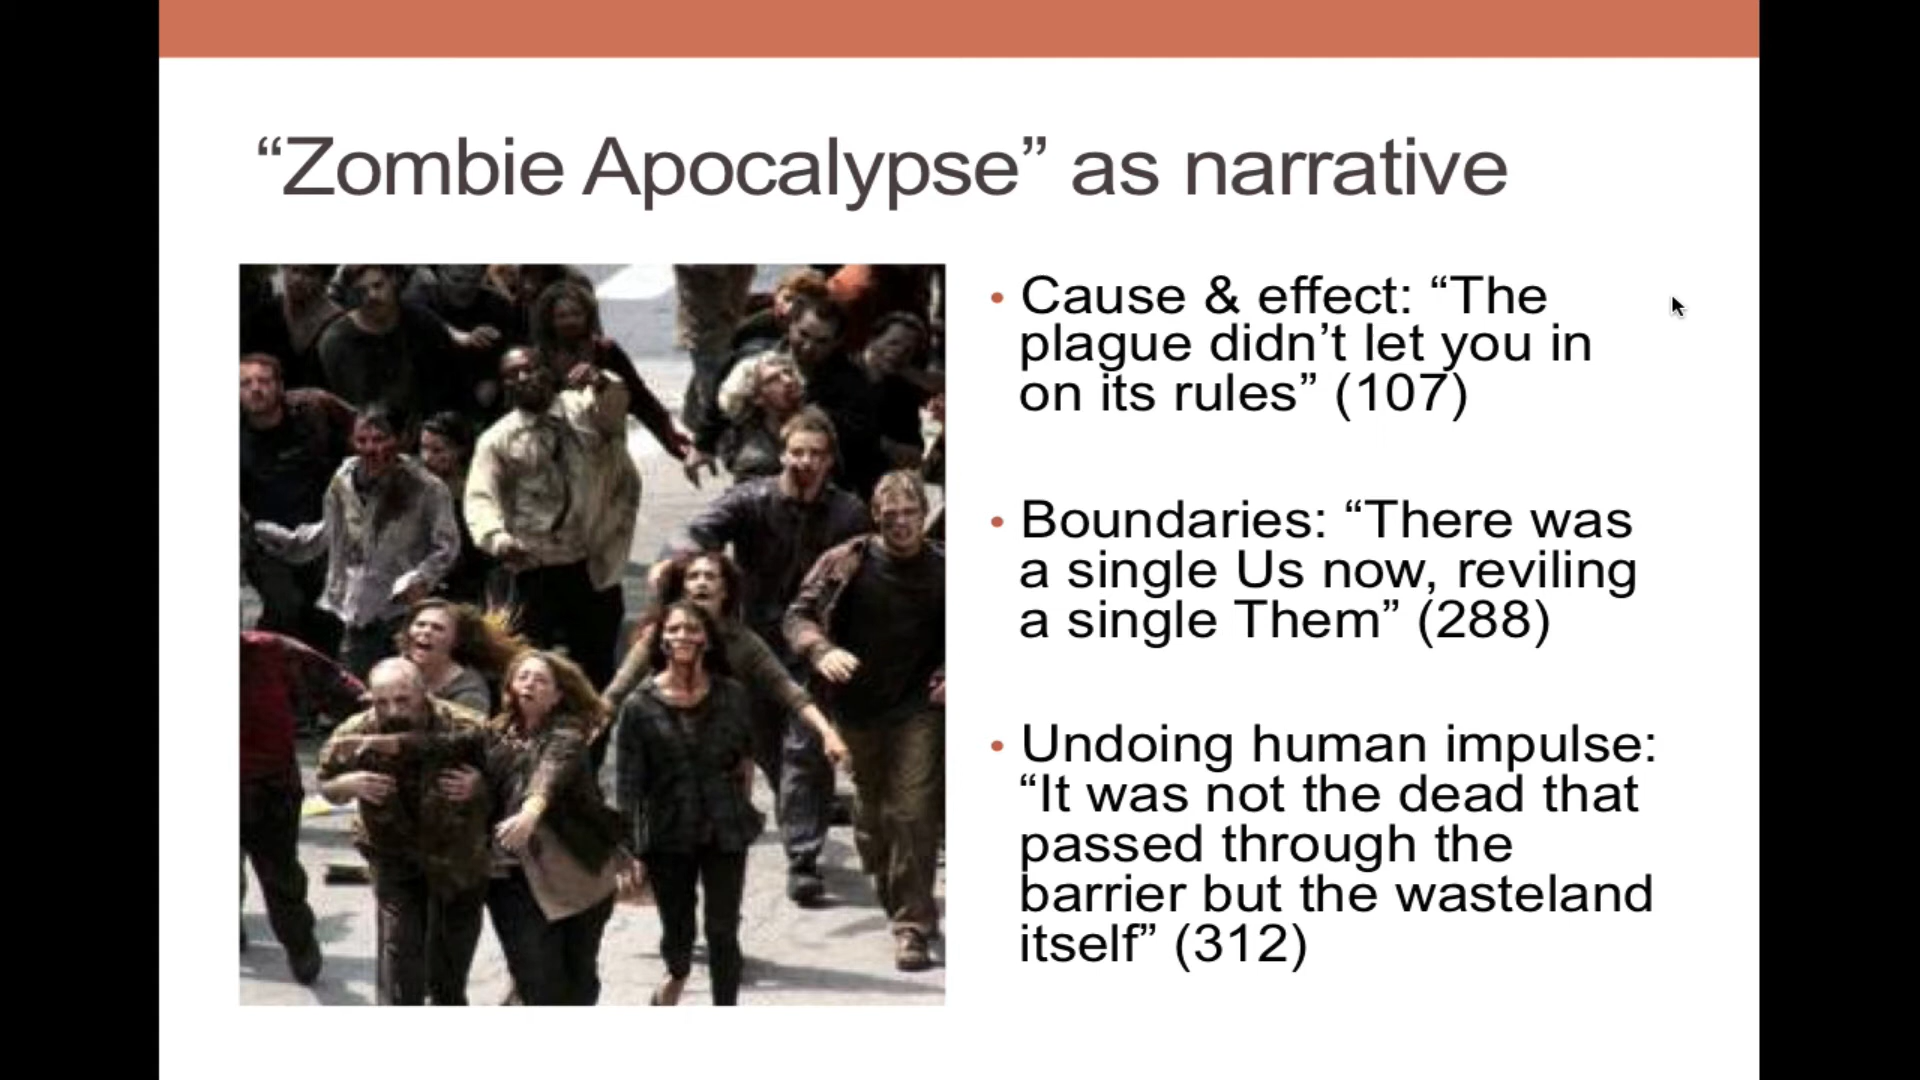 “Zombie Apocalypse” as narrative
• Cause & effect: “The
plague didn’t let you in
on its rules” (107)
• Boundaries: “There was
a single Us now, reviling
a single Them” (288)
• Undoing human impulse:
“It was not the dead that
passed through the
barrier but the wasteland
itself” (312)